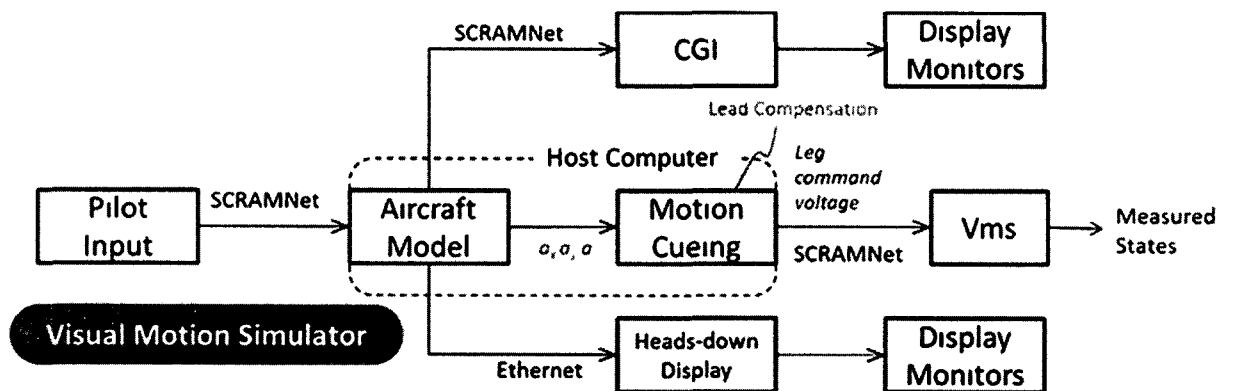 SCRAMNet
CGI
Display
Monitors
Lead Compensation
Host Computer
Leg
command
voltage
Pilot
Input
SCRAMNet
Aircraft
Model
a, a, a
Motion
Cueing
SCRAMNet
Vms
Measured
States
Visual Motion Simulator
Ethernet
Heads-down
Display
Display
Monitors